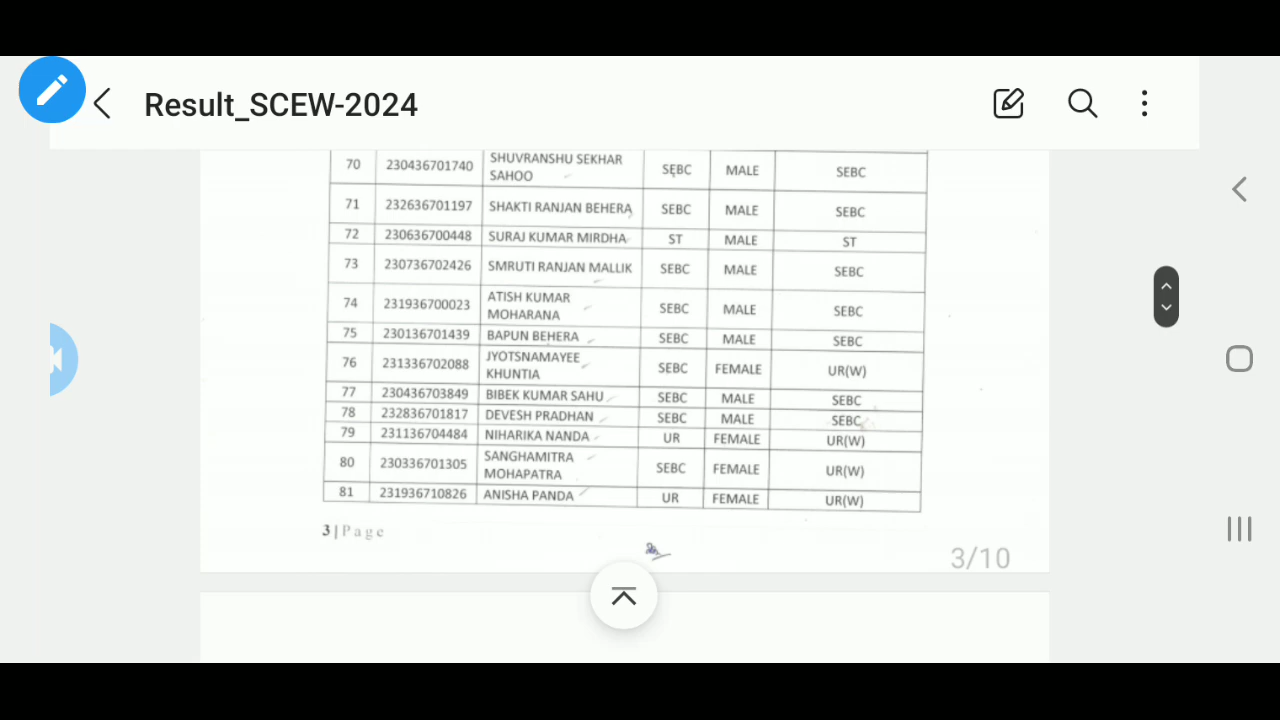 Result_SCEW-2024
70 230436701740 SHUVRANSHU SEKHAR SAHOO SEBC MALE SEBC
71 232636701197 SHAKTI RANJAN BEHERA SEBC MALE SEBC
72 230636700448 SURAJ KUMAR MIRDHA ST MALE ST
73 230736702426 SMRUTI RANJAN MALLIK SEBC MALE SEBC
74 231936700023 ATISH KUMAR MOHARANA SEBC MALE SEBC
75 230136701439 BAPUN BEHERA SEBC MALE SEBC
76 231336702088 JYOTSNAMAYEE KHUNTIA SEBC FEMALE UR(W)
77 230436703849 BIBEK KUMAR SAHU SEBC MALE SEBC
78 232836701817 DEVESH PRADHAN SEBC MALE SEBC
79 231136704484 NIHARIKA NANDA UR FEMALE UR(W)
80 230336701305 SANGHAMITRA MOHAPATRA SEBC FEMALE UR(W)
81 231936710826 ANISHA PANDA UR FEMALE UR(W)
3 | Page
3/10